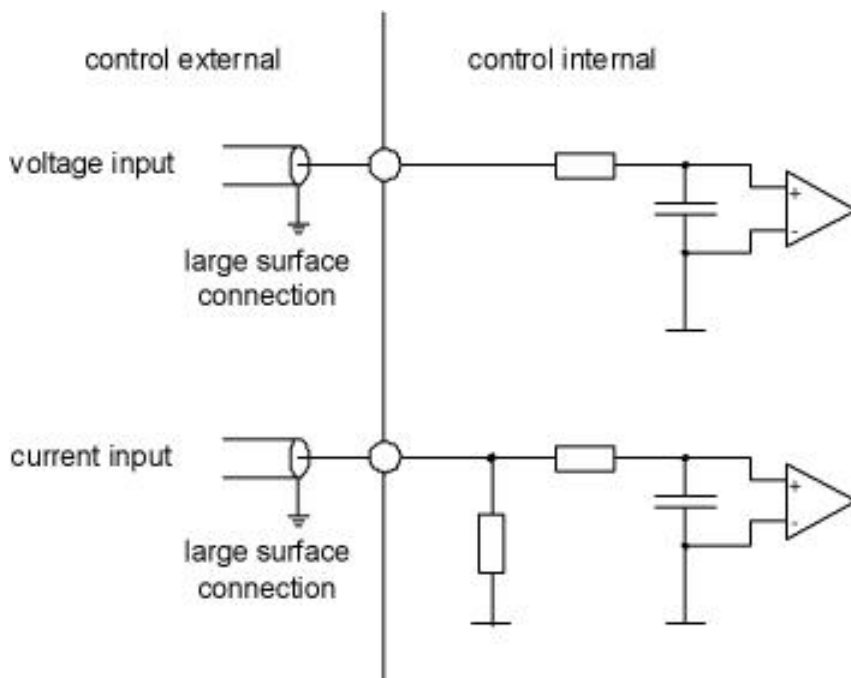 control external
control internal
voltage input
large surface
connection
+
-
current input
large surface
connection
+
-